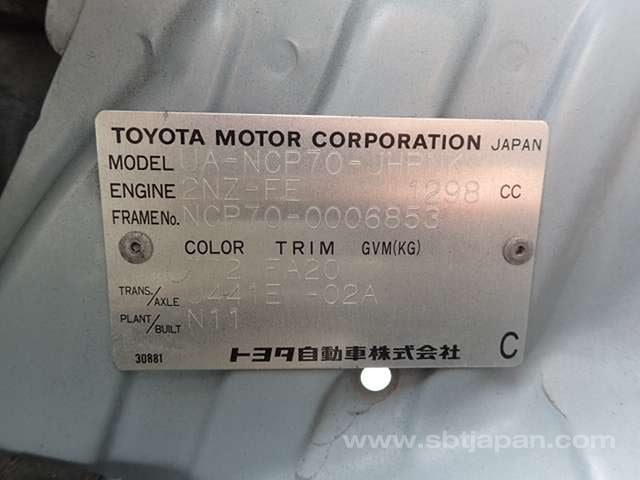 TOYOTA MOTOR CORPORATION JAPAN
MODEL UA-NCP70-JHP
ENGINE 2NZ-FE 1298 CC
FRAME No. NCP70-0006853
COLOR TRIM GVM(KG)
FA20
TRANS./AXLE U441E -02A
PLANT/BUILT N11
30881 トヨタ自動車株式会社 C
www.sbtjapan.com